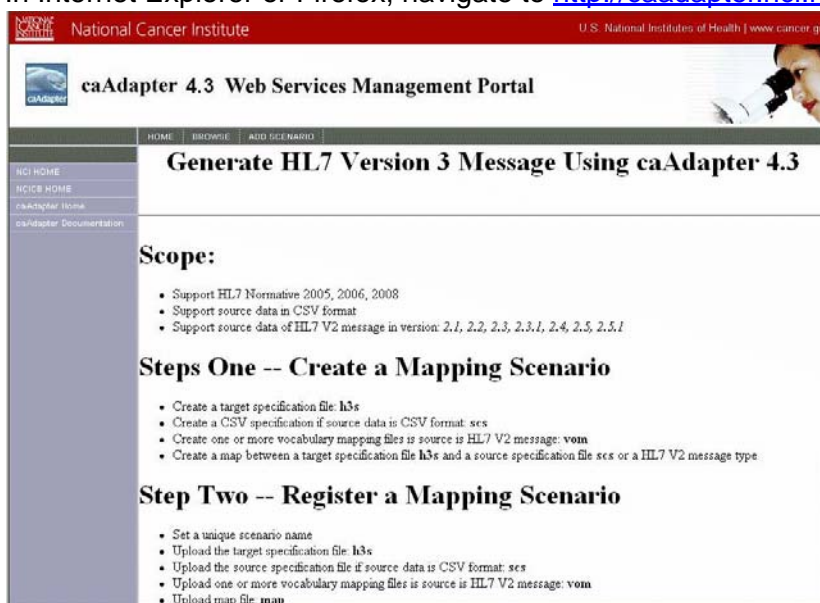 in Internet Explorer or Firefox, navigate to
NATIONAL CANCER INSTITUTE National Cancer Institute U.S. National Institutes of Health | www.cancer.g
caAdapter caAdapter 4.3 Web Services Management Portal
HOME BROWSE ADD SCENARIO
Generate HL7 Version 3 Message Using caAdapter 4.3
NCI HOME
NCICB HOME
caAdapter Home
caAdapter Documentation
Scope:
• Support HL7 Normative 2005, 2006, 2008
• Support source data in CSV format
• Support source data of HL7 V2 message in version: 2.1, 2.2, 2.3, 2.3.1, 2.4, 2.5, 2.5.1
Steps One -- Create a Mapping Scenario
• Create a target specification file: h3s
• Create a CSV specification if source data is CSV format: scs
• Create one or more vocabulary mapping files is source is HL7 V2 message: vom
• Create a map between a target specification file h3s and a source specification file scs or a HL7 V2 message type
Step Two -- Register a Mapping Scenario
• Set a unique scenario name
• Upload the target specification file: h3s
• Upload the source specification file if source data is CSV format: scs
• Upload one or more vocabulary mapping files is source is HL7 V2 message: vom
• Upload map file: map